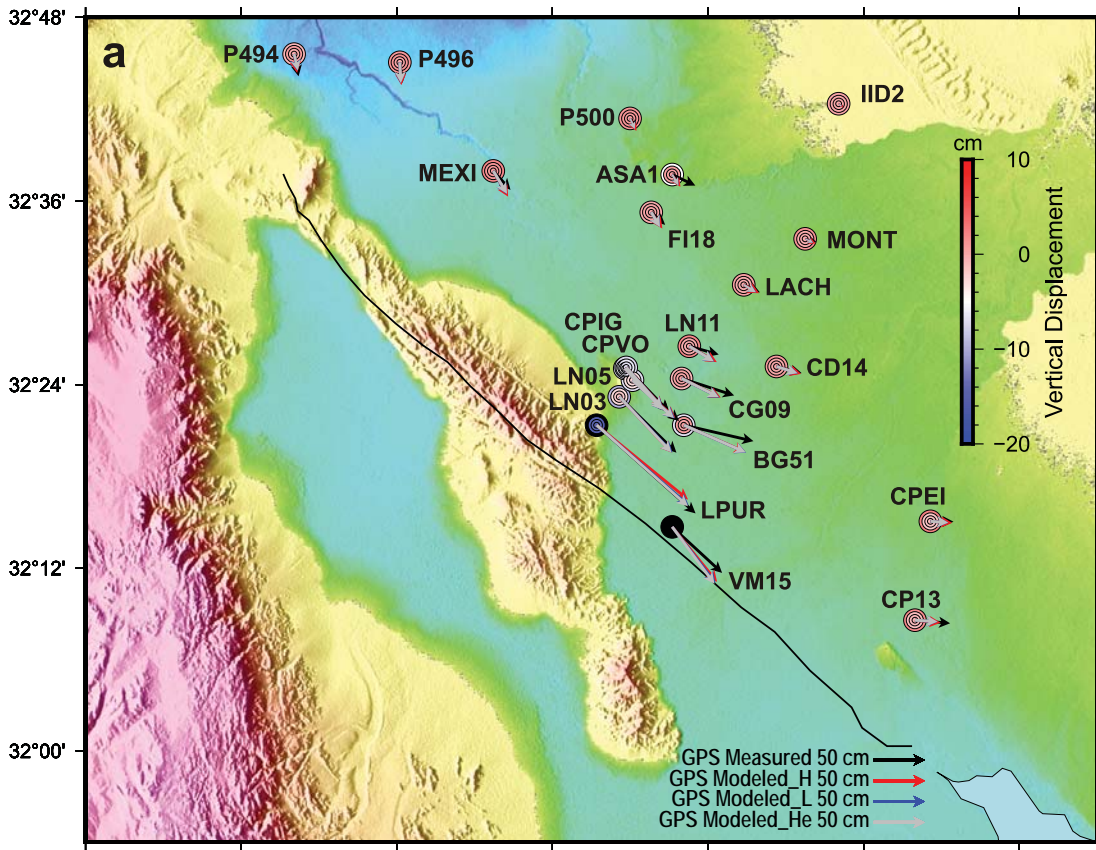 32°48'
a
P494
P496
IID2
P500
cm
10
MEXI
ASA1
32°36'
FI18
MONT
0
Vertical Displacement
LACH
CPIG
LN11
CPVO
−10
LN05
CD14
32°24'
LN03
CG09
−20
BG51
LPUR
CPEI
32°12'
VM15
CP13
32°00'
GPS Measured 50 cm
GPS Modeled_H 50 cm
GPS Modeled_L 50 cm
GPS Modeled_He 50 cm